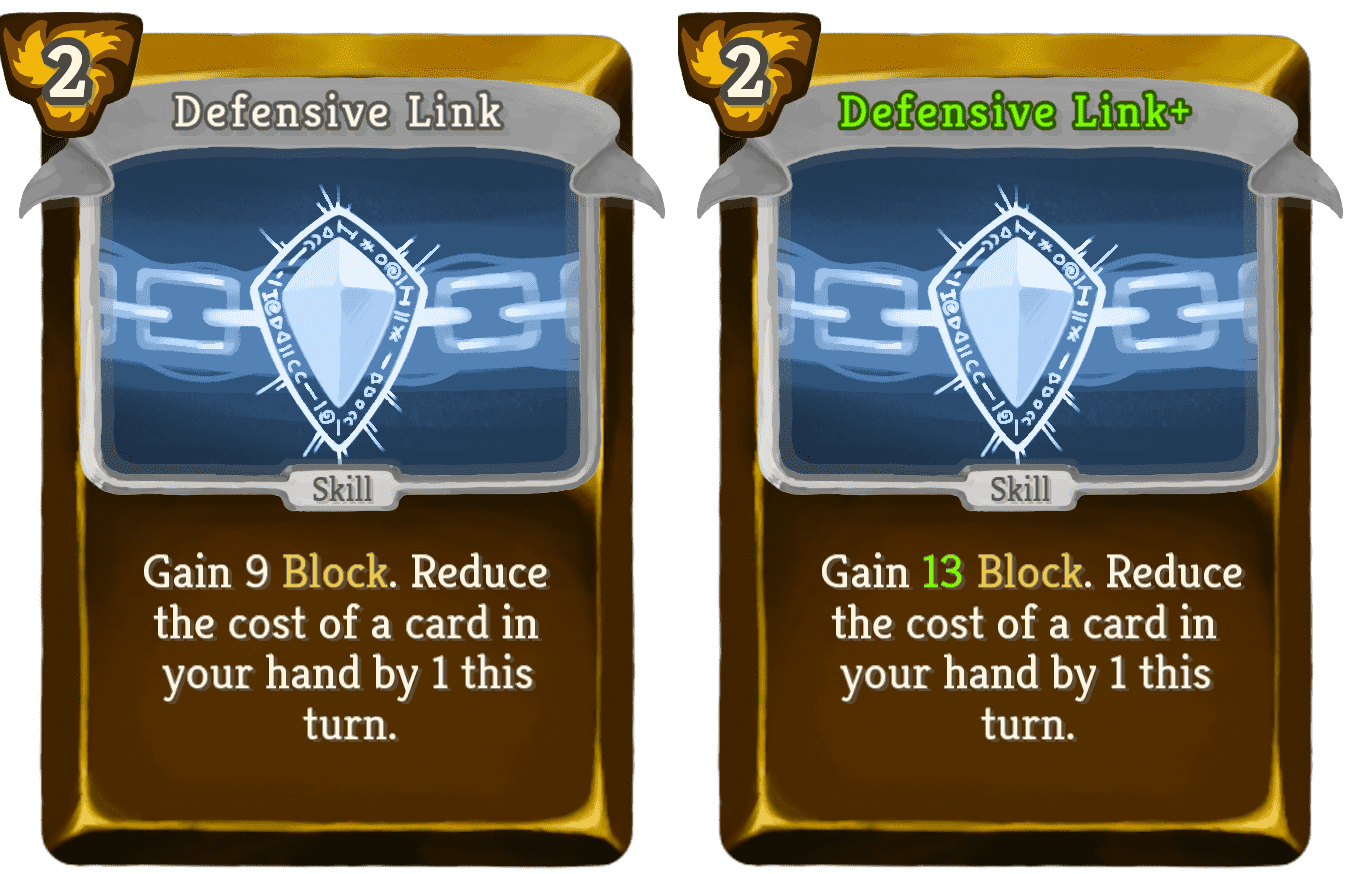 2
Defensive Link
Skill
Gain 9 Block. Reduce
the cost of a card in
your hand by 1 this
turn.
2
Defensive Link+
Skill
Gain 13 Block. Reduce
the cost of a card in
your hand by 1 this
turn.